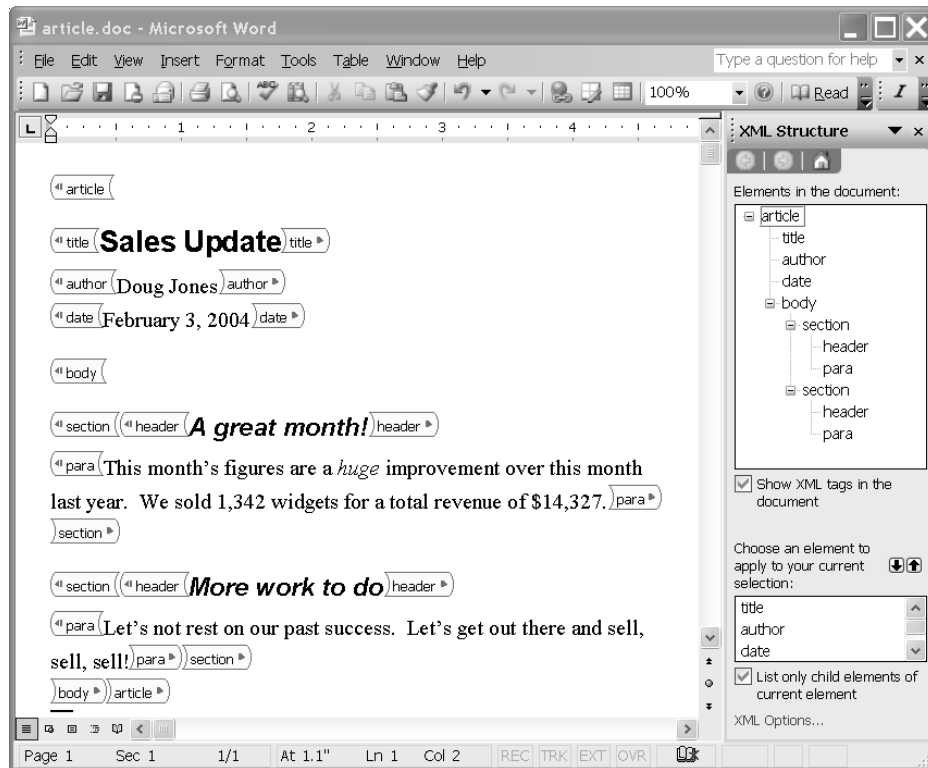 article.doc - Microsoft Word
File Edit View Insert Format Tools Table Window Help
Type a question for help
100%
Read
I
L
1 2 3 4
XML Structure
article
Elements in the document:
article
title
author
date
body
section
header
para
section
header
para
title Sales Update title
author Doug Jones author
date February 3, 2004 date
body
section header A great month! header
para This month's figures are a huge improvement over this month
last year. We sold 1,342 widgets for a total revenue of $14,327. para
section
section header More work to do header
para Let's not rest on our past success. Let's get out there and sell,
sell, sell! para section
body article
Show XML tags in the
document
Choose an element to
apply to your current
selection:
title
author
date
List only child elements of
current element
XML Options...
Page 1 Sec 1 1/1 At 1.1" Ln 1 Col 2 REC TRK EXT OVR